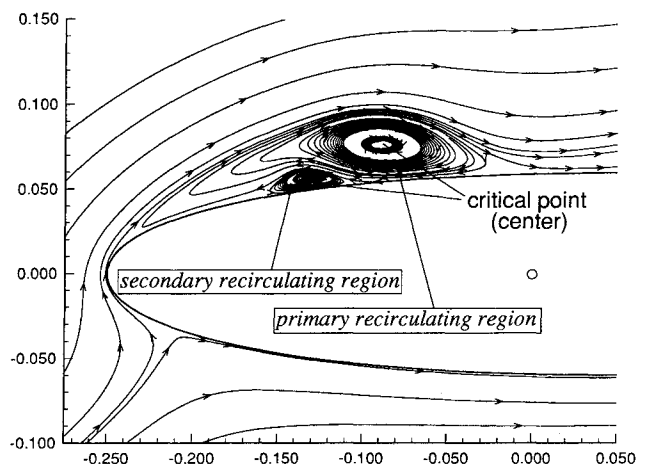 0.150
0.100
0.050
0.000
-0.050
-0.100
critical point
(center)
secondary recirculating region
primary recirculating region
-0.250 -0.200 -0.150 -0.100 -0.050 0.000 0.050